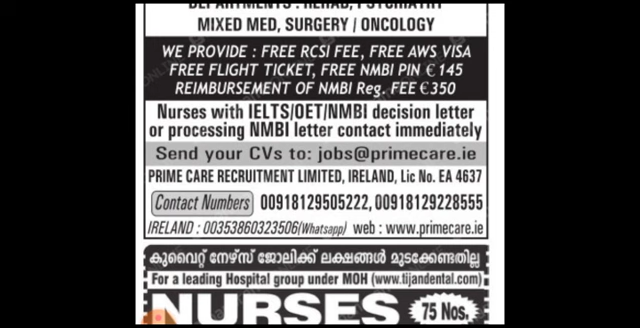 DEPARTMENTS : REHAB, PSYCHIATRY
MIXED MED, SURGERY / ONCOLOGY
WE PROVIDE : FREE RCSI FEE, FREE AWS VISA
FREE FLIGHT TICKET, FREE NMBI PIN € 145
REIMBURSEMENT OF NMBI Reg. FEE €350
Nurses with IELTS/OET/NMBI decision letter
or processing NMBI letter contact immediately
Send your CVs to: jobs@primecare.ie
PRIME CARE RECRUITMENT LIMITED, IRELAND, Lic No. EA 4637
Contact Numbers 00918129505222, 00918129228555
IRELAND : 00353860323506(Whatsapp) web : www.primecare.ie
കുവൈറ്റ് നേഴ്സ് ജോലിക്ക് ലക്ഷങ്ങൾ മുടക്കേണ്ടതില്ല
For a leading Hospital group under MOH (www.tijandental.com)
NURSES 75 Nos.